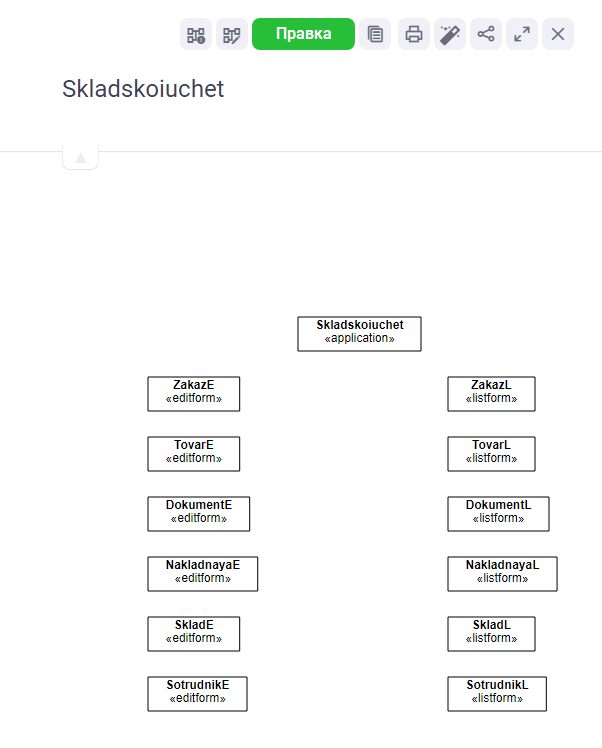 Правка
Skladskoiuchet
Skladskoiuchet
«application»
ZakazE
«editform»
ZakazL
«listform»
TovarE
«editform»
TovarL
«listform»
DokumentE
«editform»
DokumentL
«listform»
NakladnayaE
«editform»
NakladnayaL
«listform»
SkladE
«editform»
SkladL
«listform»
SotrudnikE
«editform»
SotrudnikL
«listform»